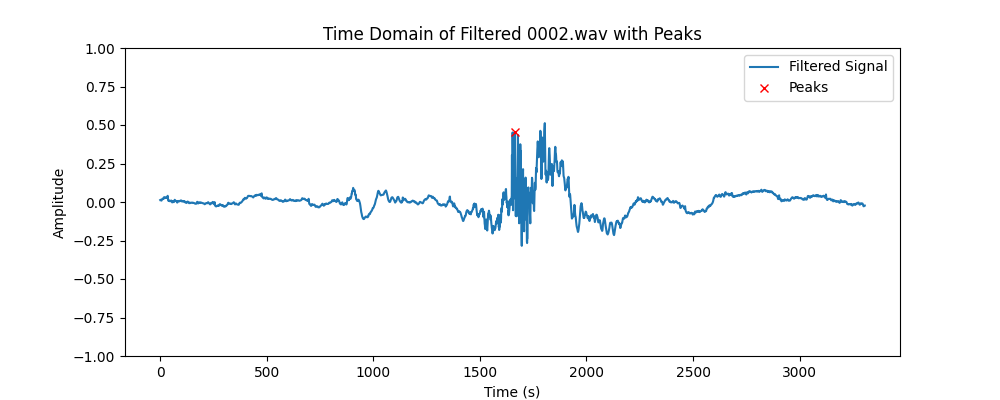 Time Domain of Filtered 0002.wav with Peaks
Filtered Signal
Peaks
Amplitude
1.00
0.75
0.50
0.25
0.00
−0.25
−0.50
−0.75
−1.00
0 500 1000 1500 2000 2500 3000
Time (s)